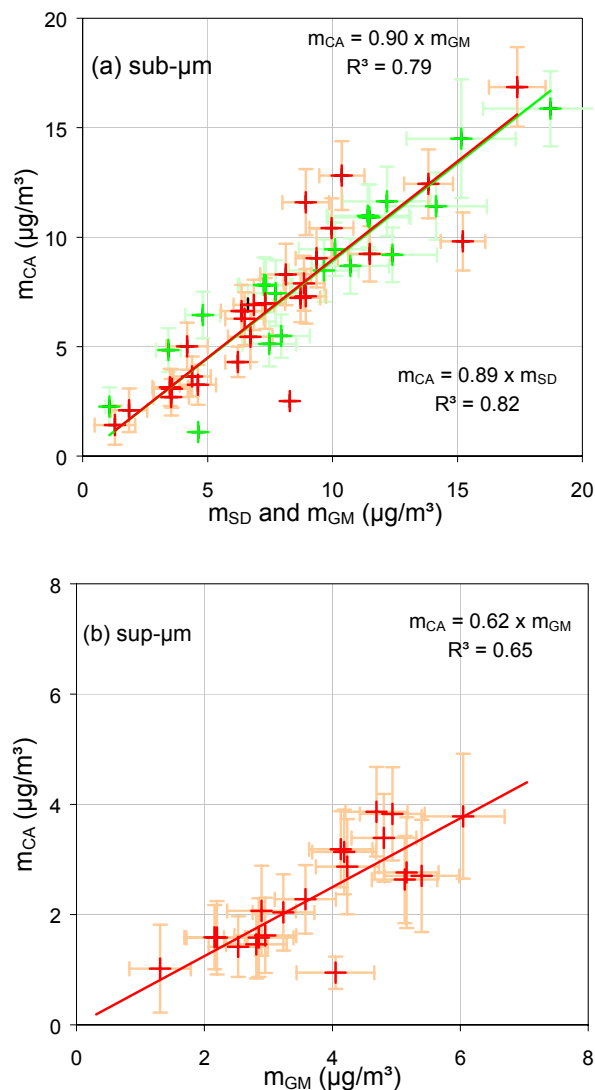 20
15
10
5
0
m_CA (µg/m³)
(a) sub-µm
m_CA = 0.90 x m_GM
R³ = 0.79
m_CA = 0.89 x m_SD
R³ = 0.82
0 5 10 15 20
m_SD and m_GM (µg/m³)
8
6
4
2
0
m_CA (µg/m³)
(b) sup-µm
m_CA = 0.62 x m_GM
R³ = 0.65
0 2 4 6 8
m_GM (µg/m³)